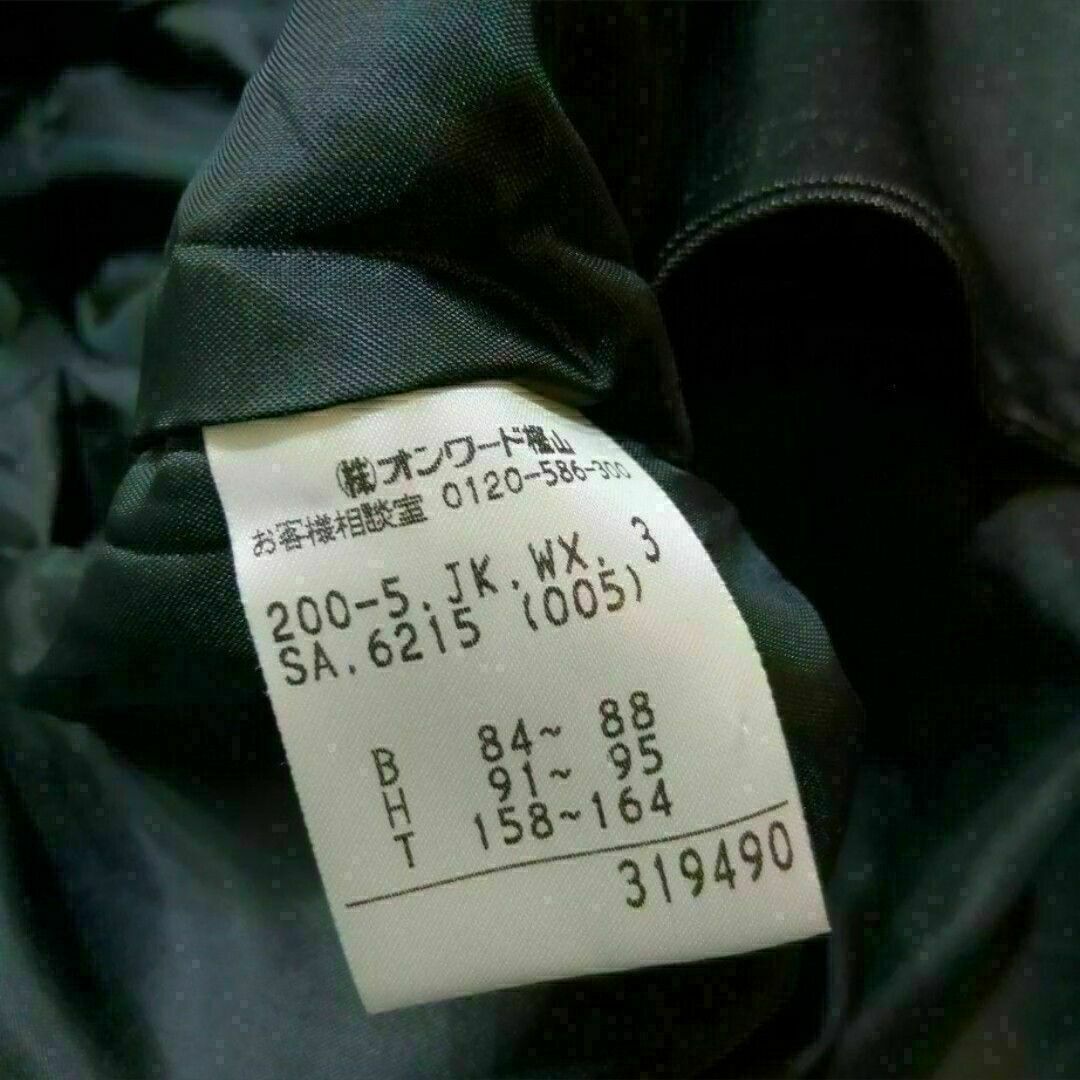 (株)オンワード樫山
お客様相談室 0120-586-300
200-5.JK.WX. 3
SA.6215 (005)
B 84~ 88
H 91~ 95
T 158~164
319490